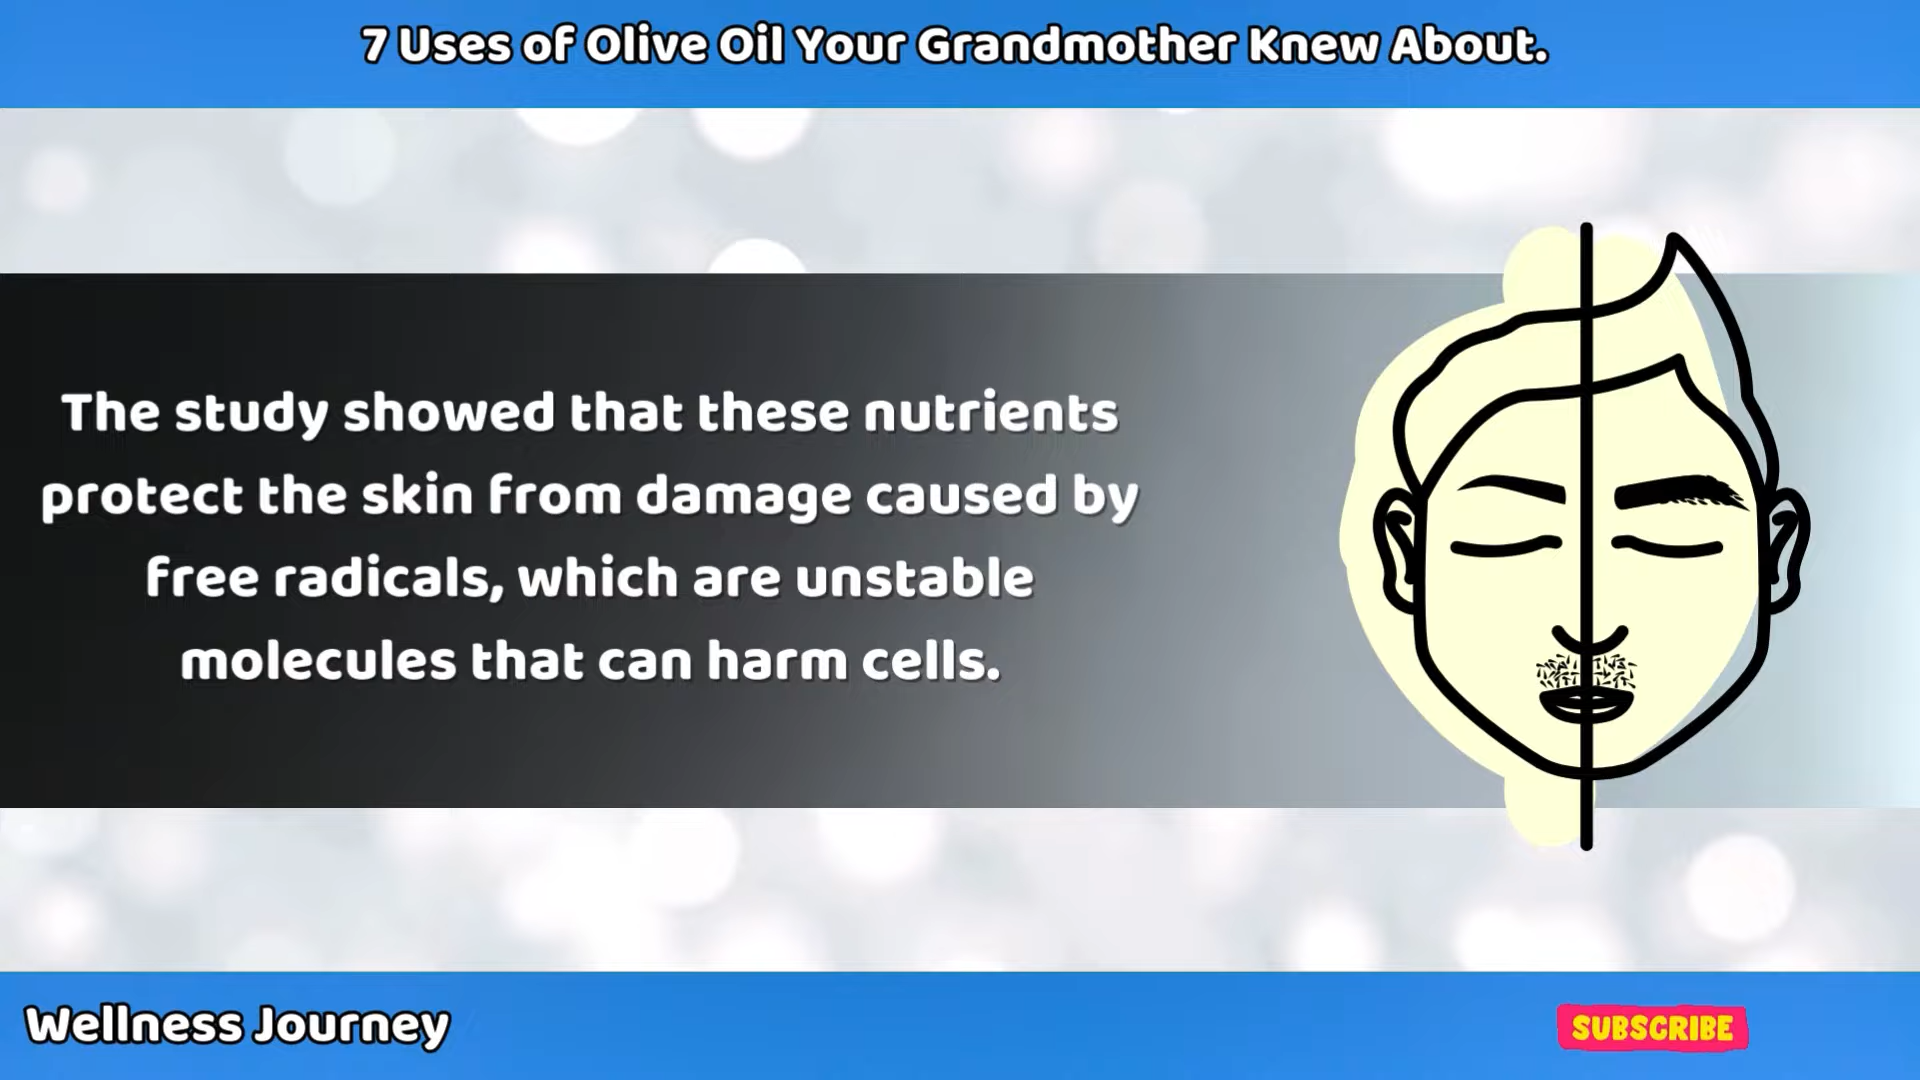 7 Uses of Olive Oil Your Grandmother Knew About.
The study showed that these nutrients
protect the skin from damage caused by
free radicals, which are unstable
molecules that can harm cells.
Wellness Journey
SUBSCRIBE